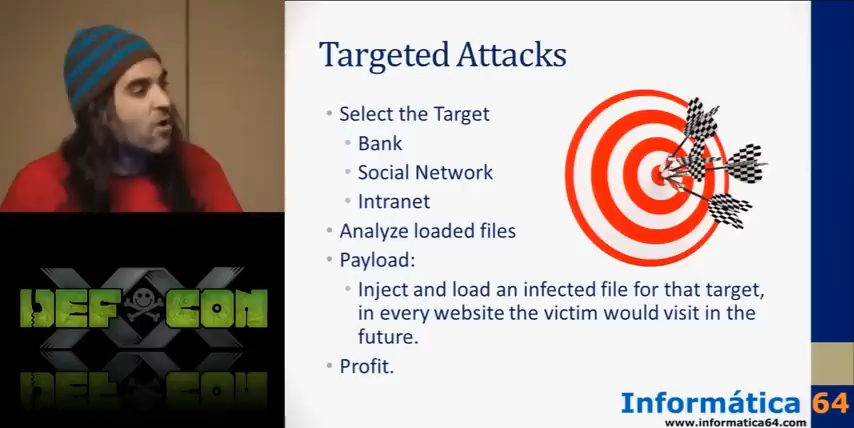 Targeted Attacks
• Select the Target
• Bank
• Social Network
• Intranet
• Analyze loaded files
• Payload:
• Inject and load an infected file for that target,
in every website the victim would visit in the
future.
• Profit.
Informática 64
www.informatica64.com
XX
DEF CON